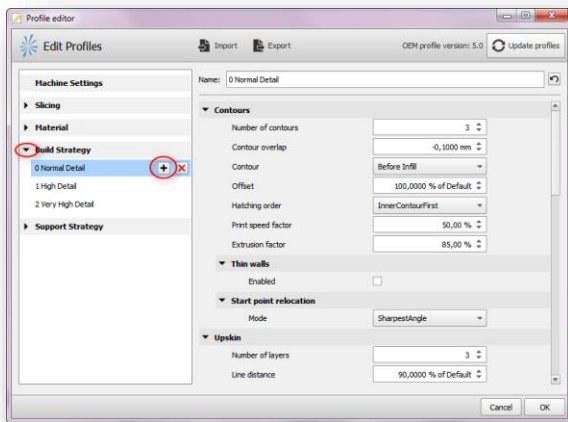 Profile editor
Edit Profiles
Import
Export
OEM profile version: 5.0
Update profiles
Machine Settings
Slicing
Material
Build Strategy
0 Normal Detail
1 High Detail
2 Very High Detail
Support Strategy
Name: 0 Normal Detail
Contours
Number of contours 3
Contour overlap -0,1000 mm
Contour Before Infill
Offset 100,0000 % of Default
Hatching order InnerContourFirst
Print speed factor 50,00 %
Extrusion factor 85,00 %
Thin walls
Enabled
Start point relocation
Mode SharpestAngle
Upskin
Number of layers 3
Line distance 90,0000 % of Default
Cancel OK